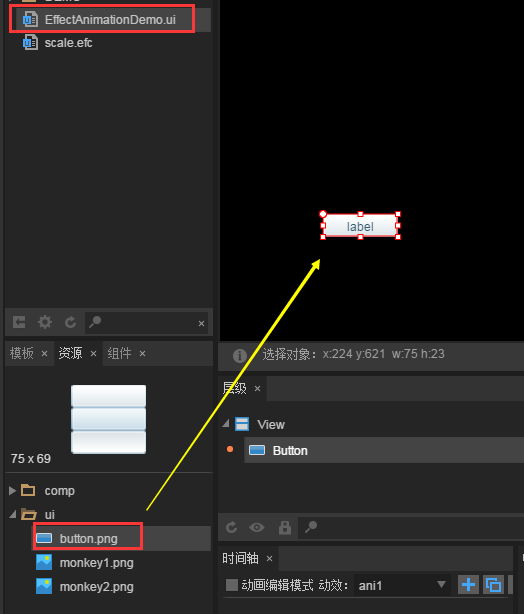 EffectAnimationDemo.ui
scale.efc
label
选择对象: x:224 y:621 w:75 h:23
模板 × 资源 × 组件 ×
75 x 69
comp
ui
button.png
monkey1.png
monkey2.png
层级 ×
View
Button
时间轴 ×
动画编辑模式 动效: ani1